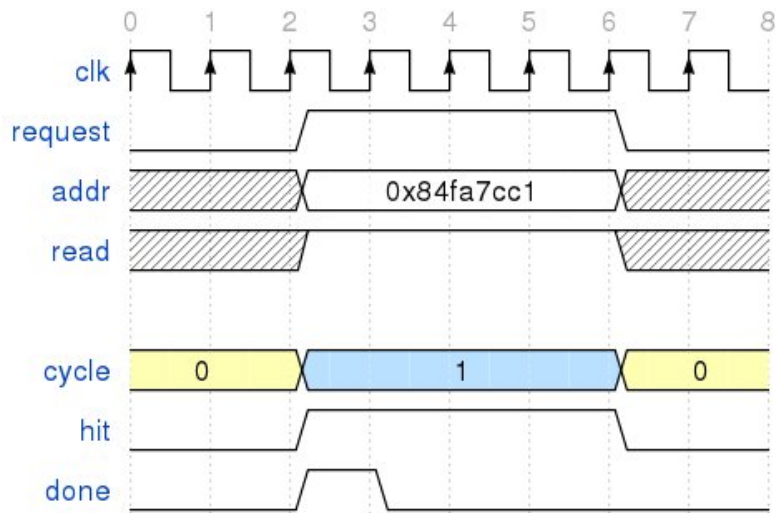 0 1 2 3 4 5 6 7 8
clk
request
addr 0x84fa7cc1
read
cycle 0 1 0
hit
done